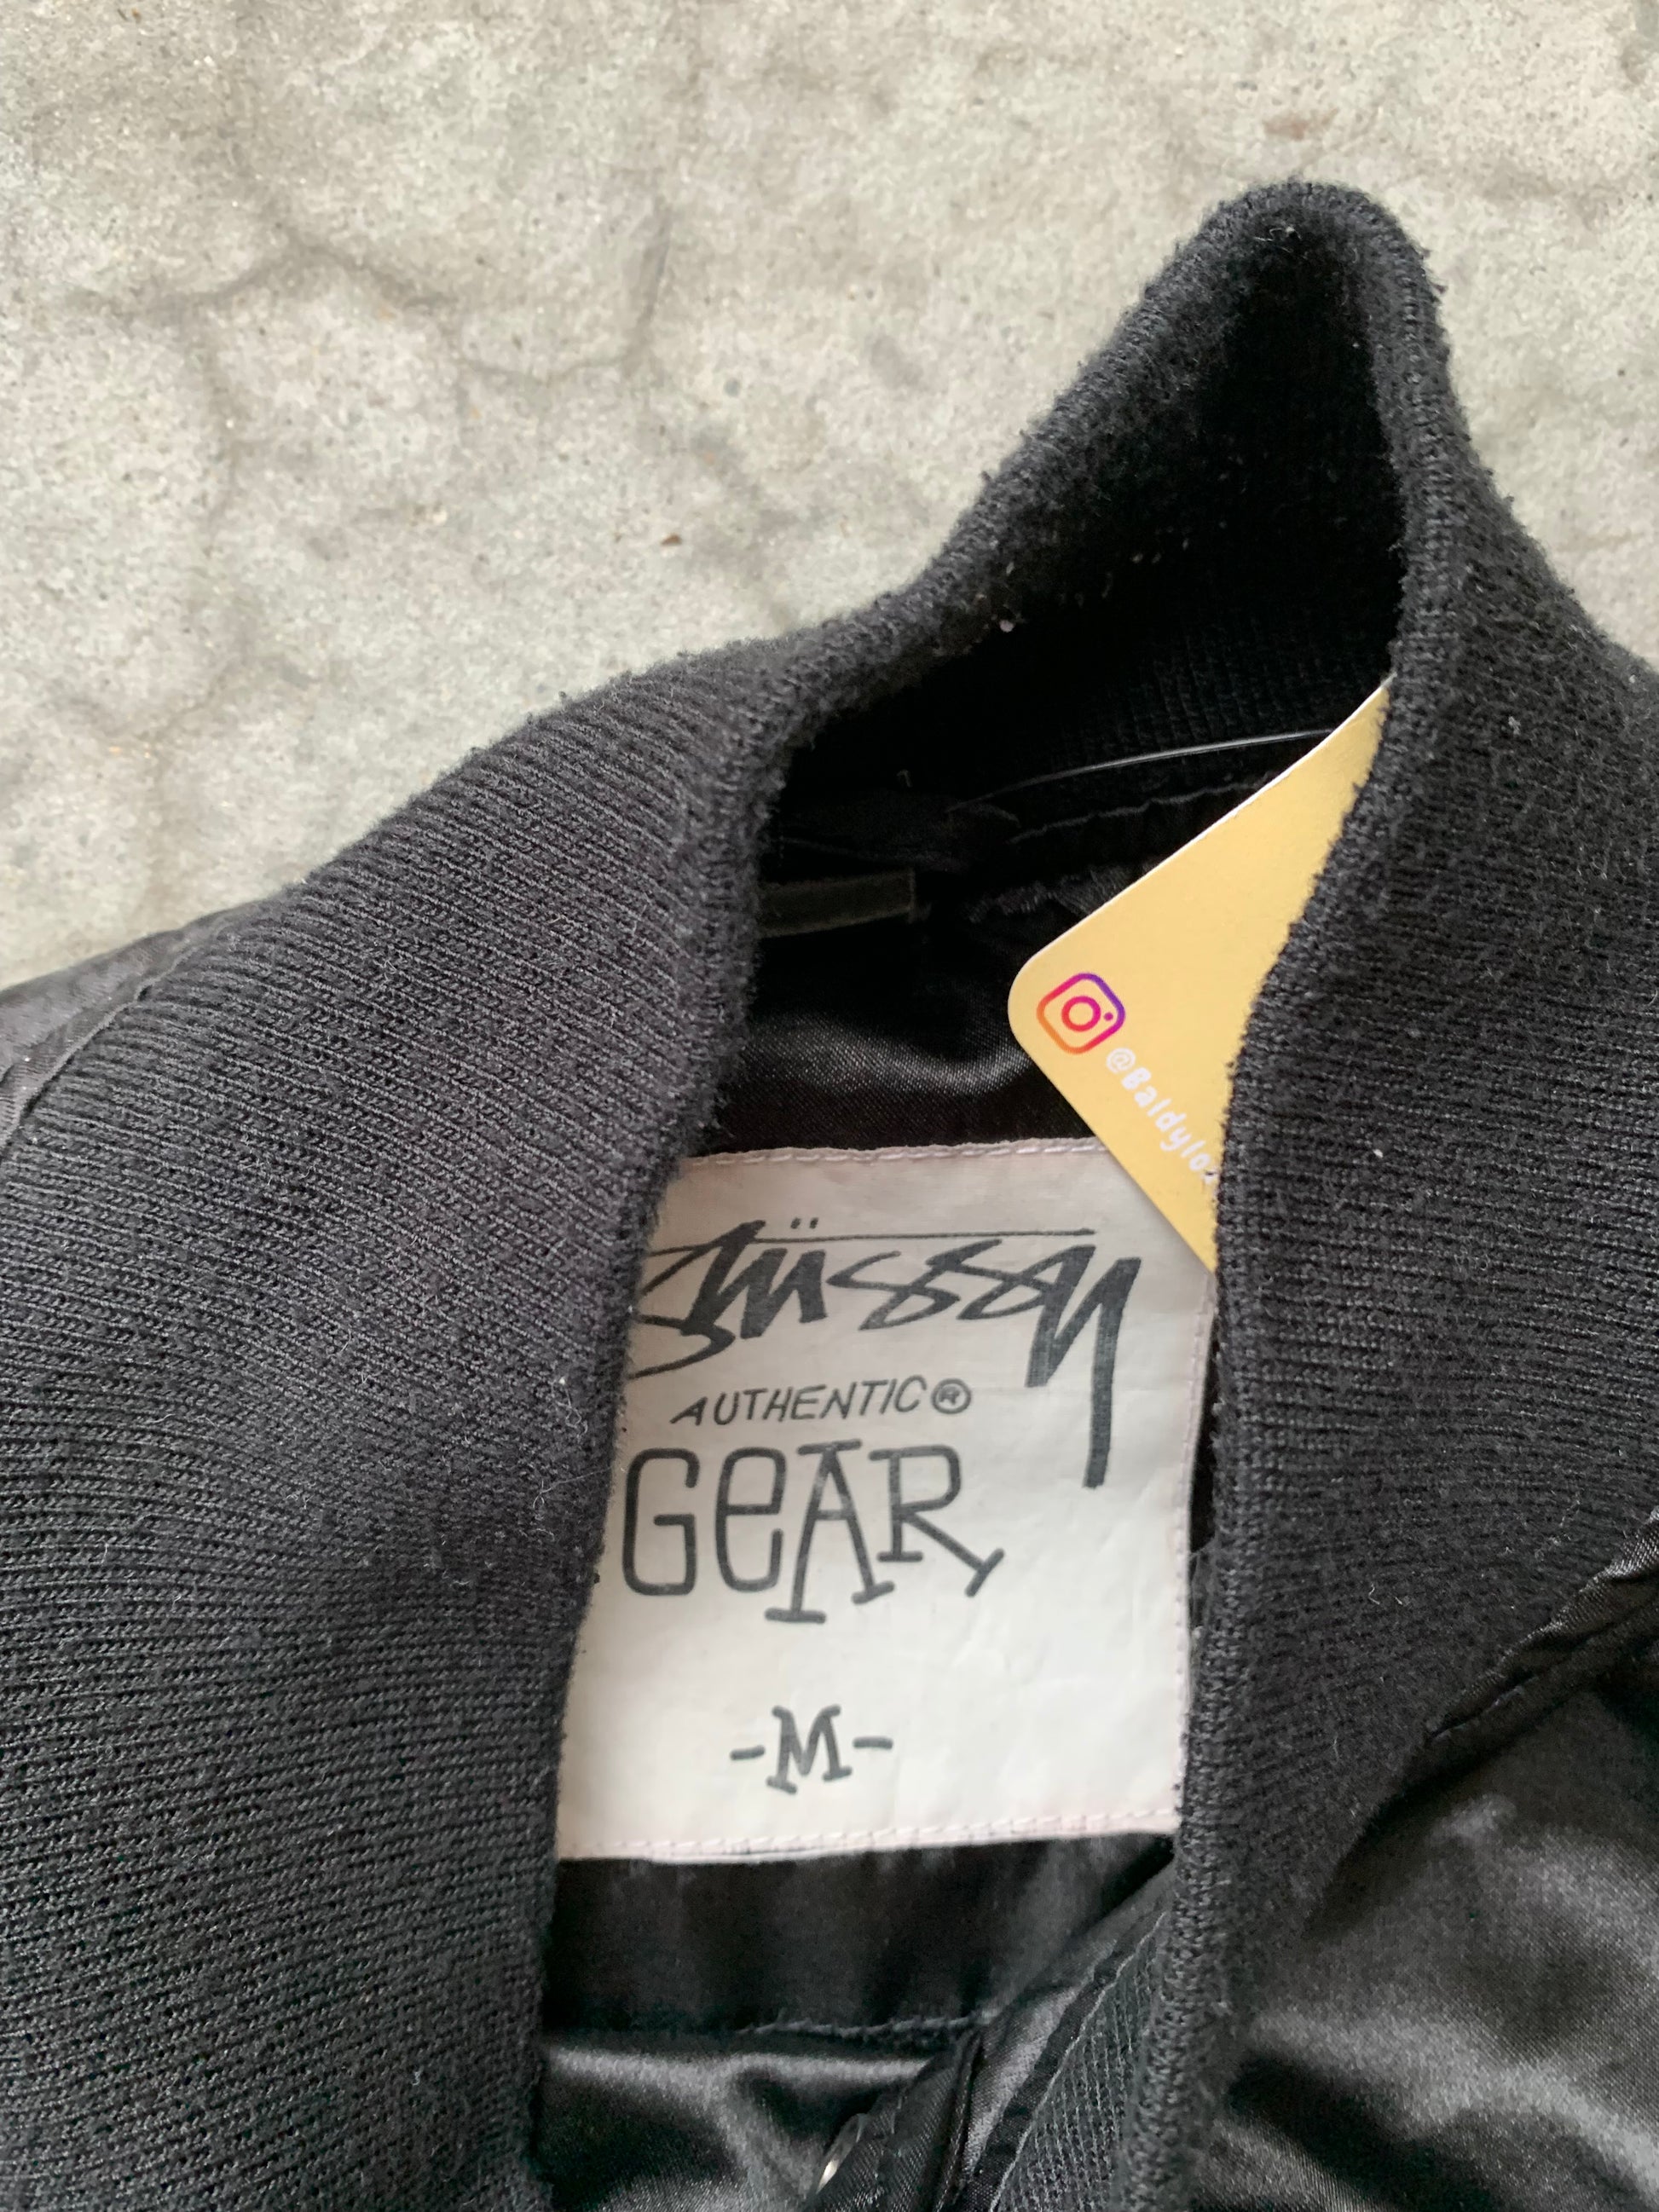 Stüssy
AUTHENTIC®
GEAR
-M-